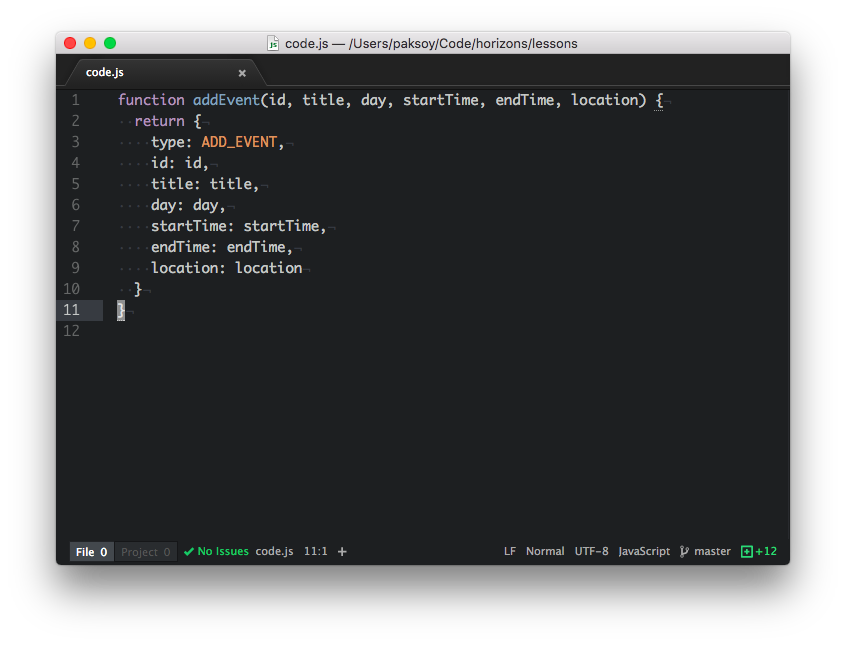 code.js — /Users/paksoy/Code/horizons/lessons
code.js ×
1 function addEvent(id, title, day, startTime, endTime, location) {¬
2 ··return {¬
3 ····type: ADD_EVENT,¬
4 ····id: id,¬
5 ····title: title,¬
6 ····day: day,¬
7 ····startTime: startTime,¬
8 ····endTime: endTime,¬
9 ····location: location¬
10 ··}¬
11 }¬
12
File 0 Project 0 ✔ No Issues code.js 11:1 + LF Normal UTF-8 JavaScript master +12